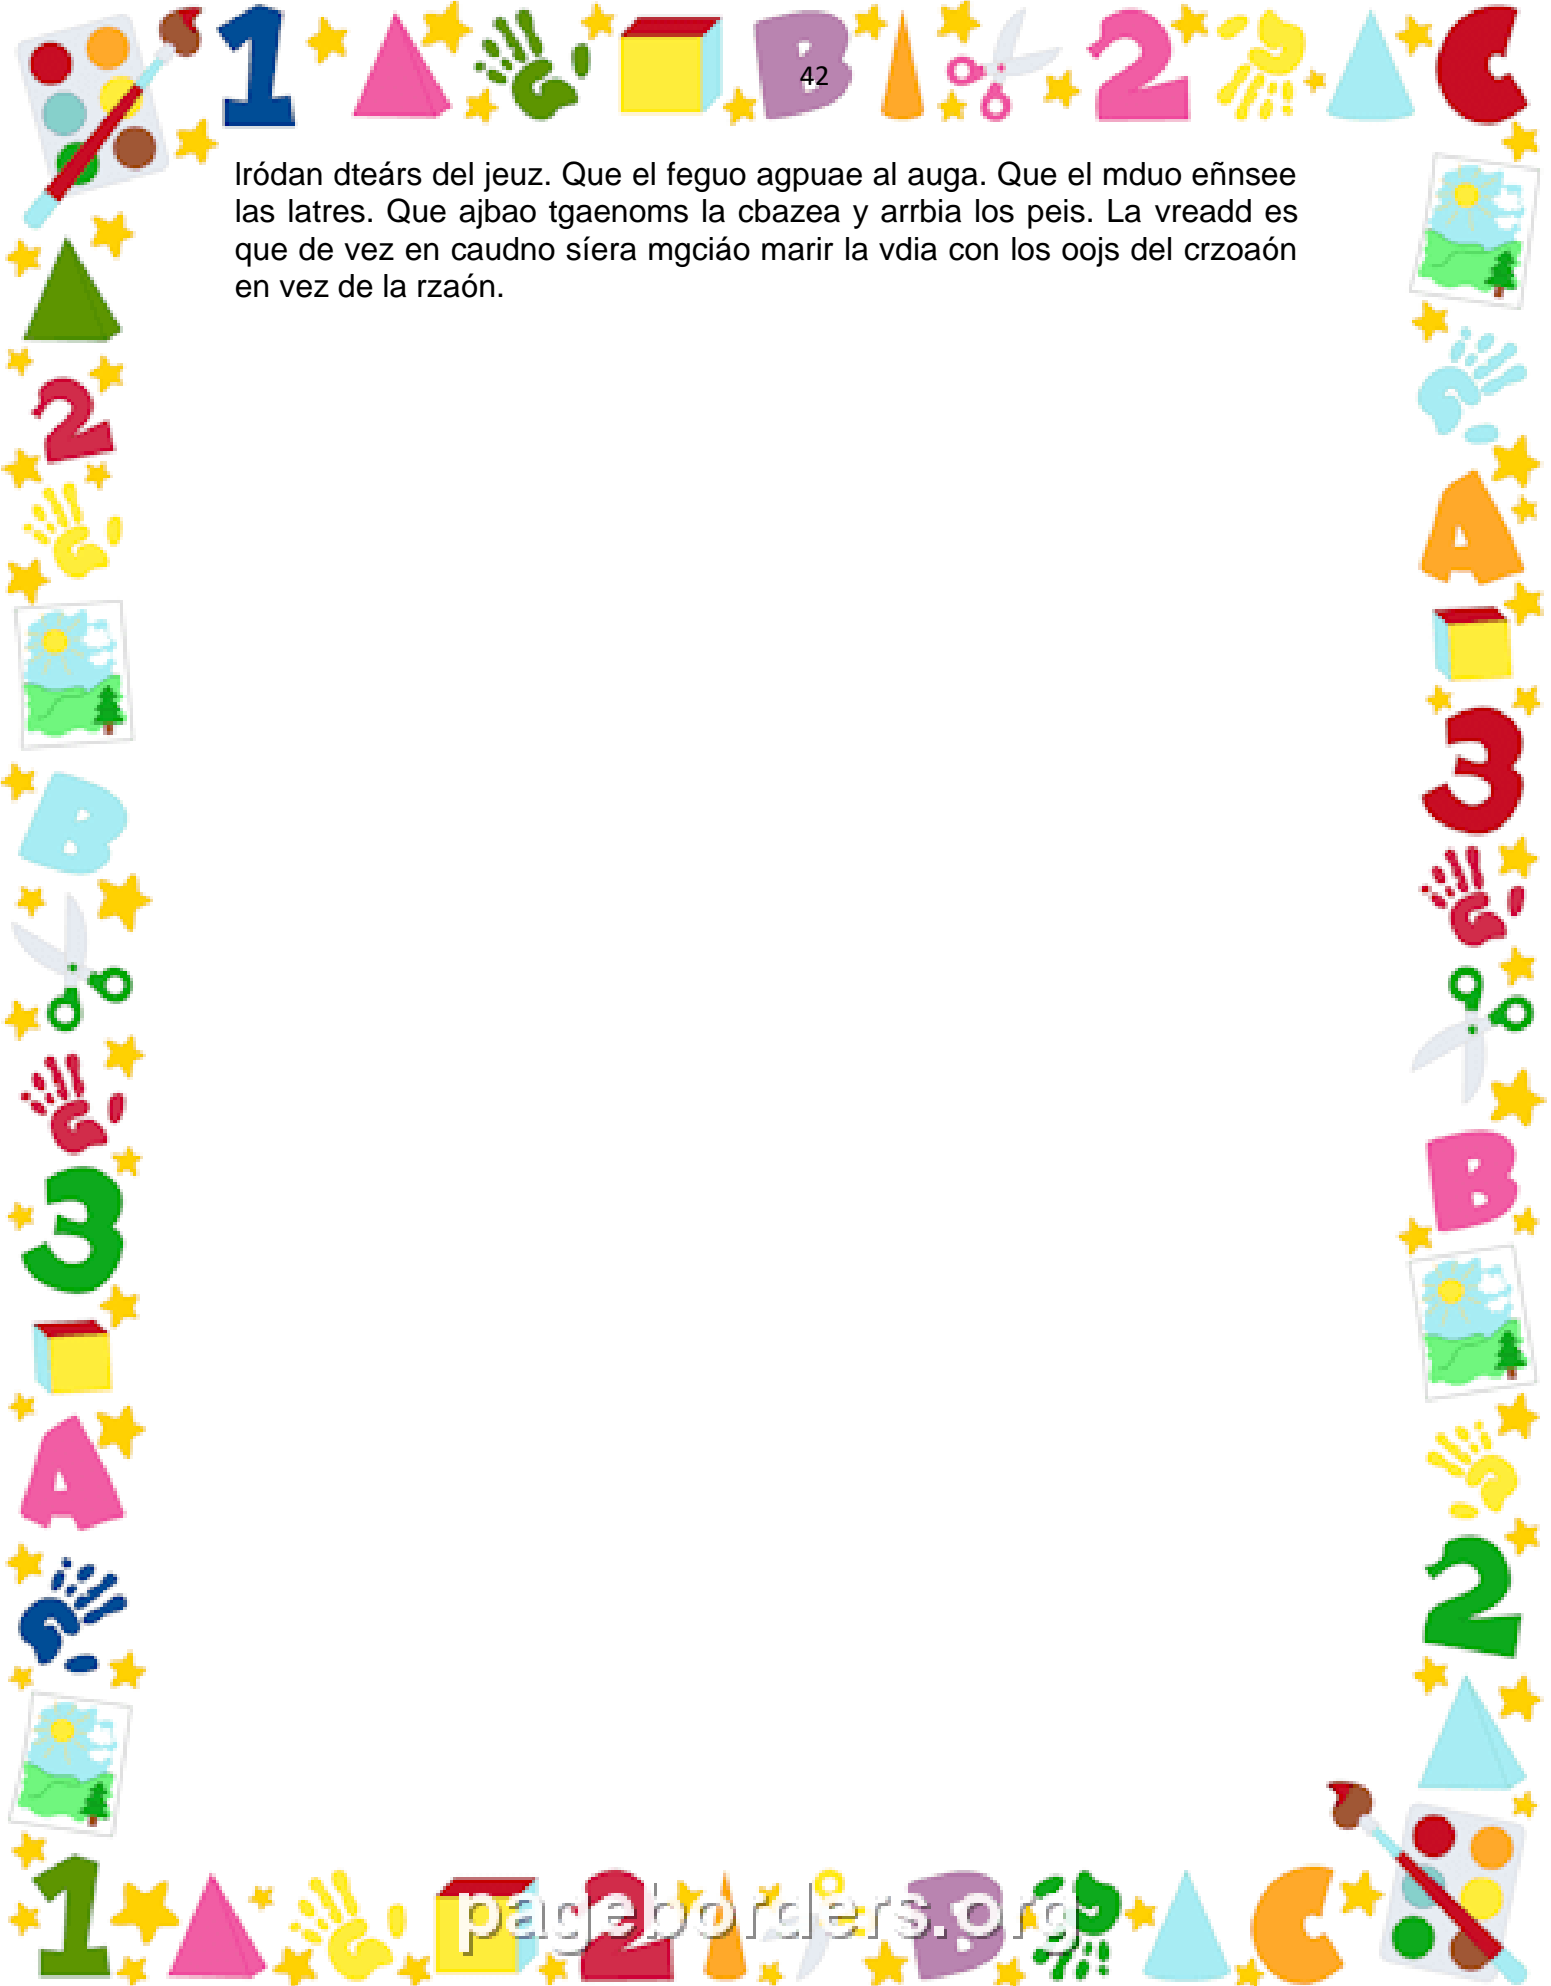 42
Iródan dteárs del jeuz. Que el feguo agpuae al auga. Que el mduo eñnsee
las latres. Que ajbao tgaenoms la cbazea y arrbia los peis. La vreadd es
que de vez en caudno síera mgciáo marir la vdia con los oojs del crzoaón
en vez de la rzaón.
pageborders.org